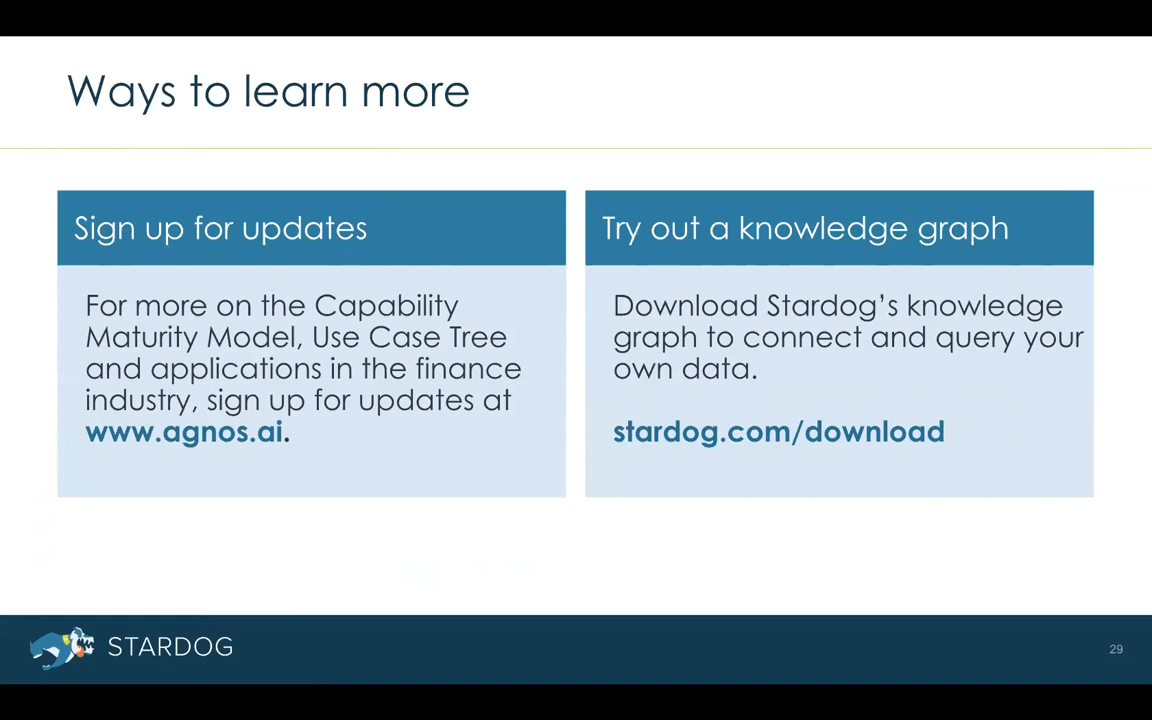 Ways to learn more
Sign up for updates
For more on the Capability
Maturity Model, Use Case Tree
and applications in the finance
industry, sign up for updates at
www.agnos.ai.
Try out a knowledge graph
Download Stardog’s knowledge
graph to connect and query your
own data.
stardog.com/download
STARDOG
29